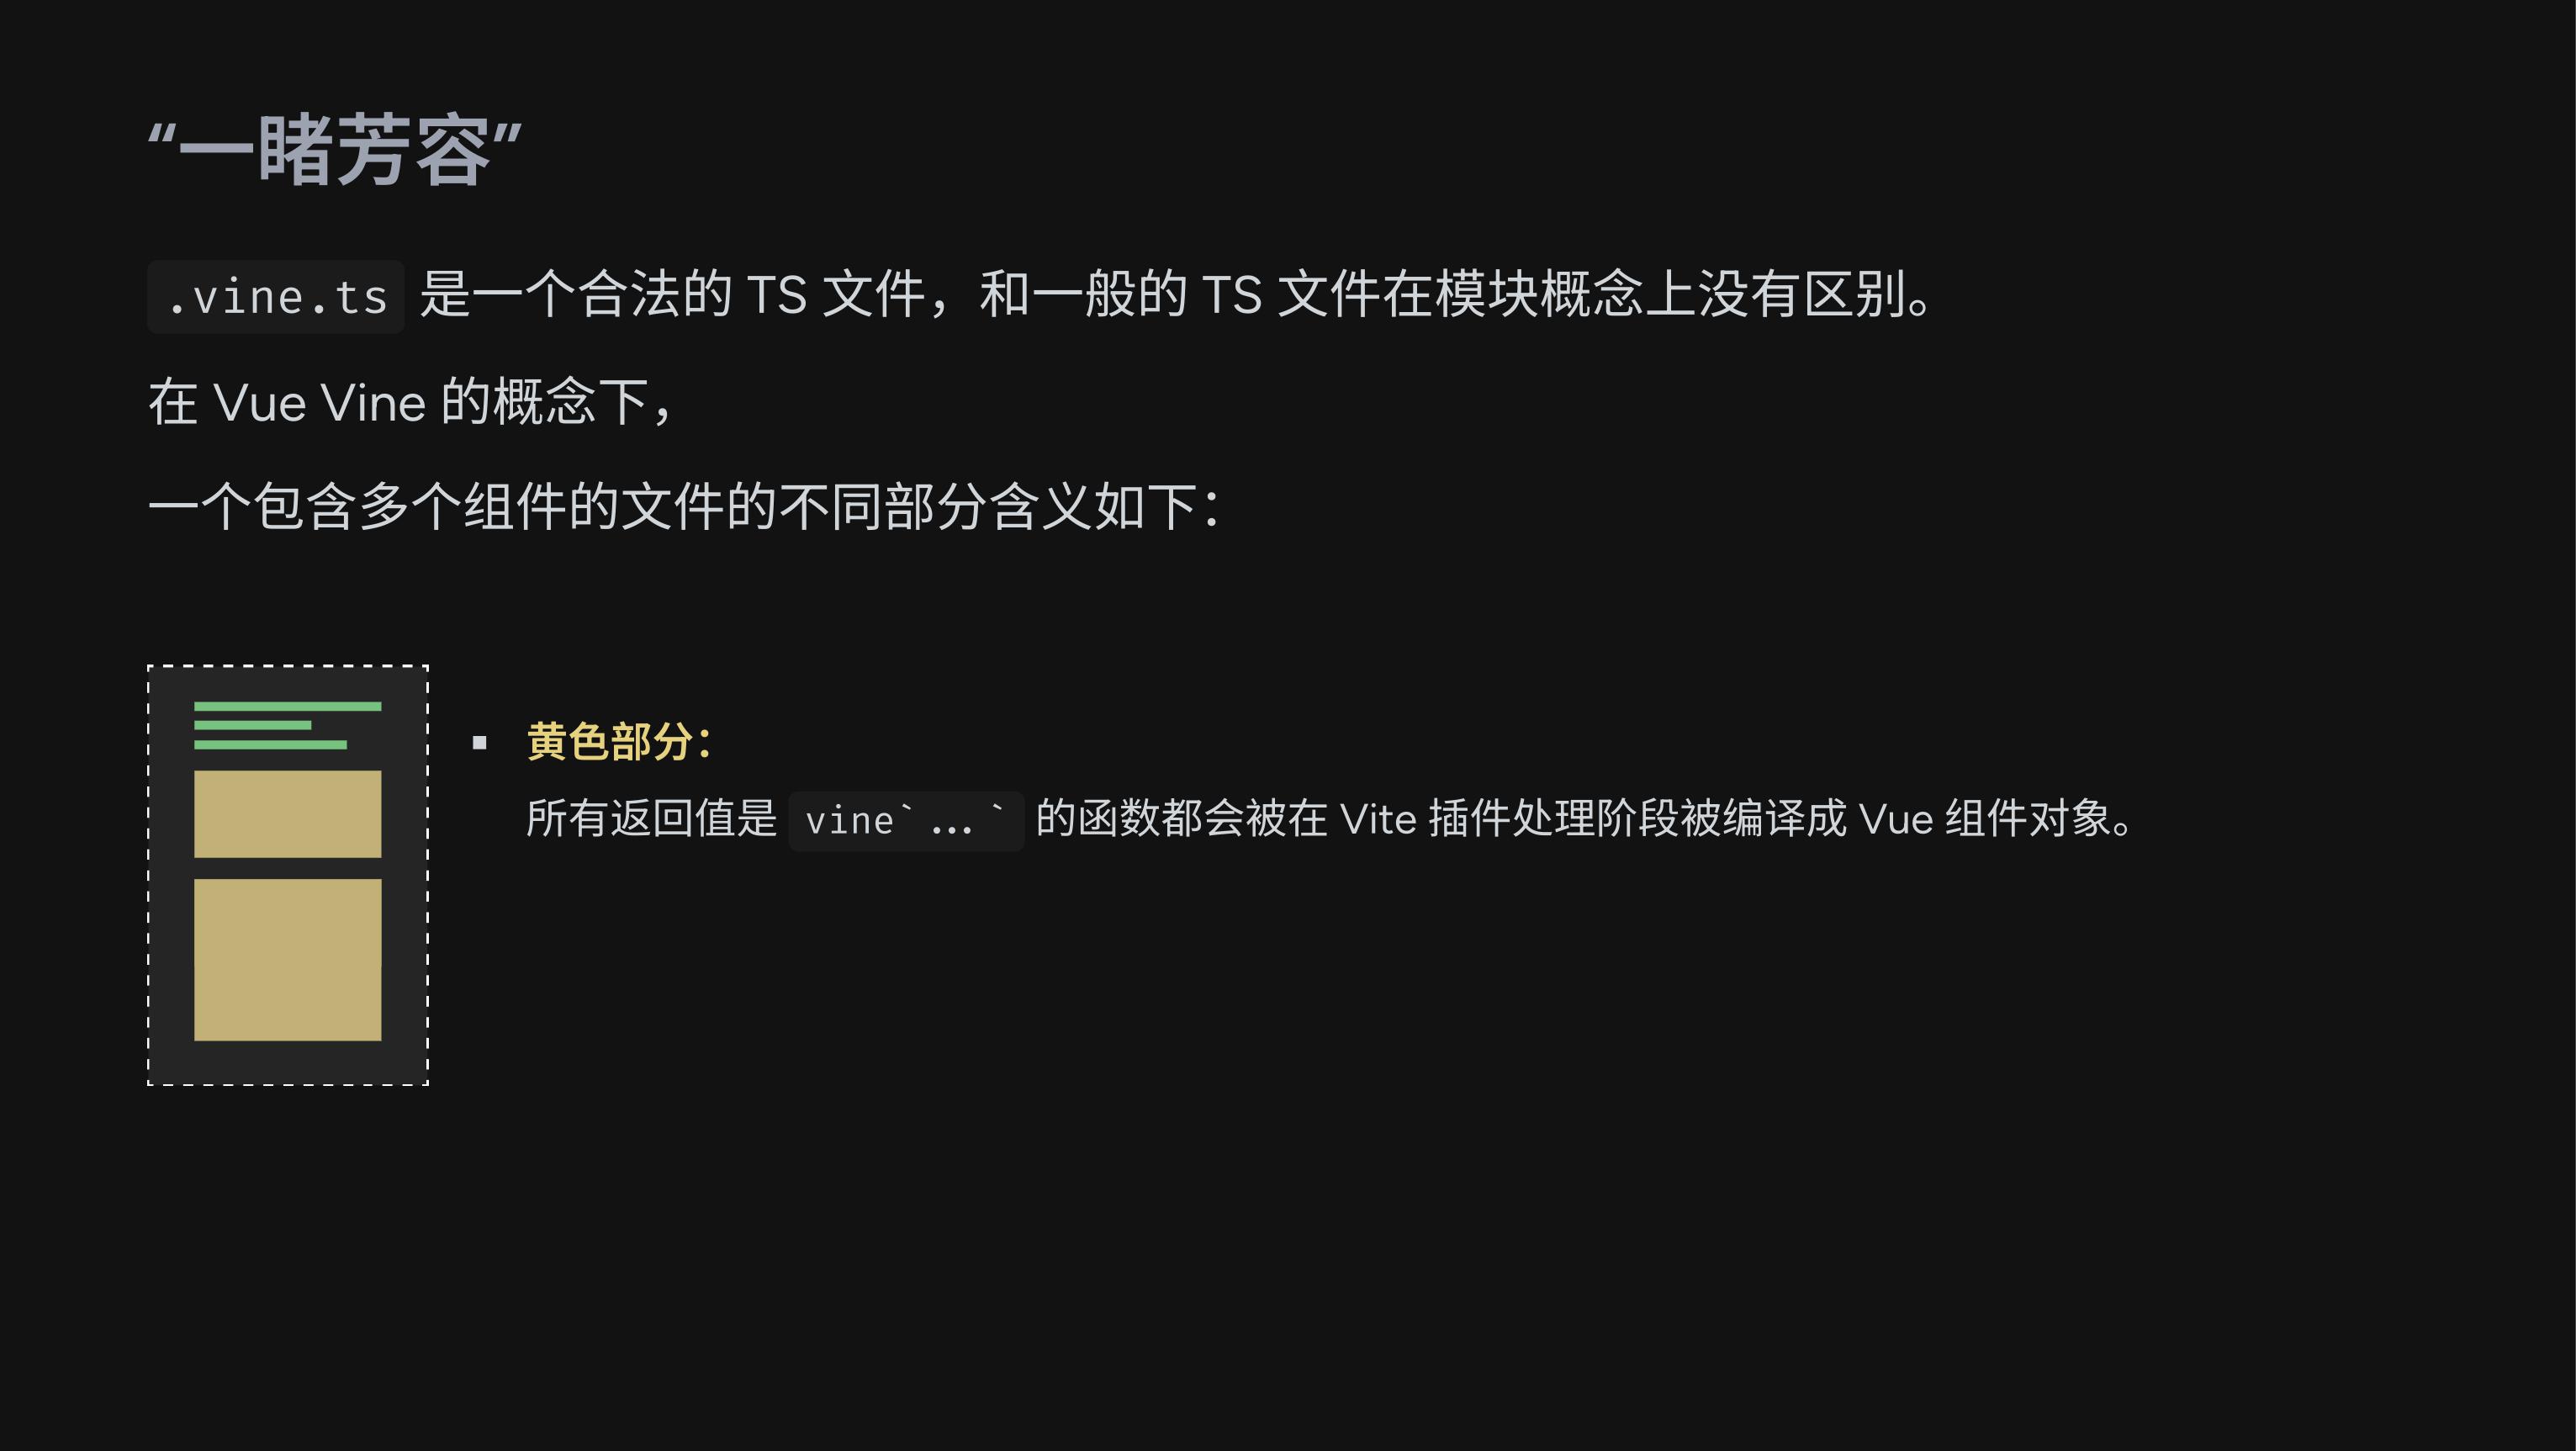 “一睹芳容”
.vine.ts 是一个合法的 TS 文件，和一般的 TS 文件在模块概念上没有区别。
在 Vue Vine 的概念下，
一个包含多个组件的文件的不同部分含义如下：
黄色部分：
所有返回值是 vine`...` 的函数都会被在 Vite 插件处理阶段被编译成 Vue 组件对象。